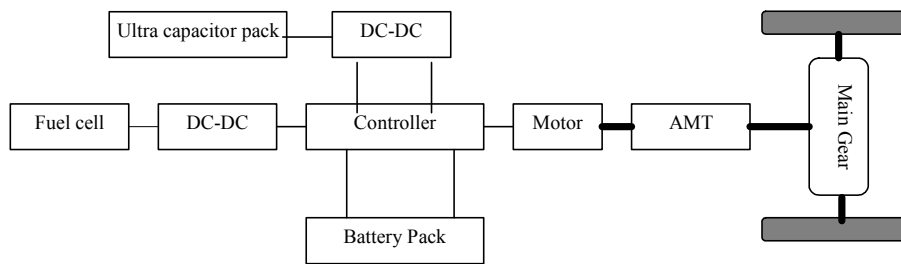 Ultra capacitor pack
DC-DC
Fuel cell
DC-DC
Controller
Motor
AMT
Main Gear
Battery Pack